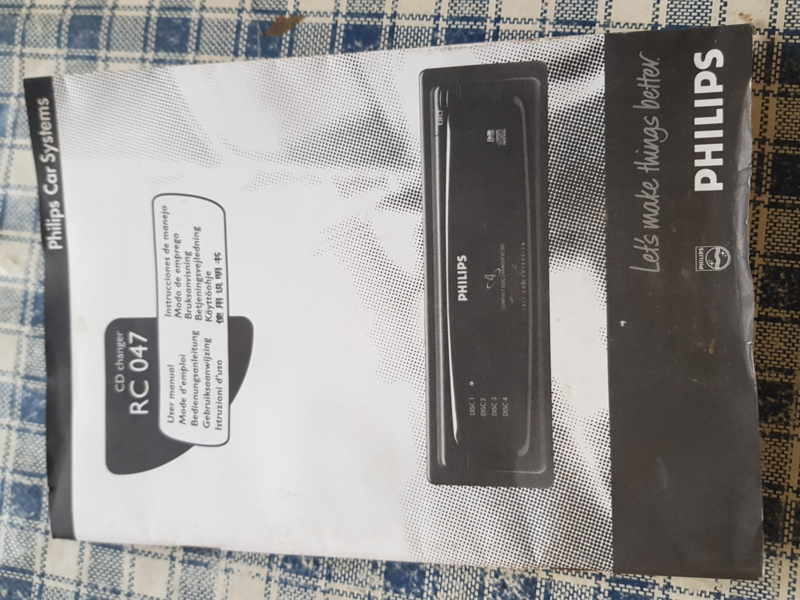 Philips Car Systems
CD changer
RC 047
User manual
Mode d'emploi
Bedienungsanleitung
Gebruiksaanwijzing
Istruzioni d'uso
Instrucciones de manejo
Modo de emprego
Bruksanvisning
Betjeningsvejledning
Käyttöohje
使用说明书
EJECT
PHILIPS
DISC 1
DISC 2
DISC 3
DISC 4
Let's make things better.
PHILIPS
PHILIPS